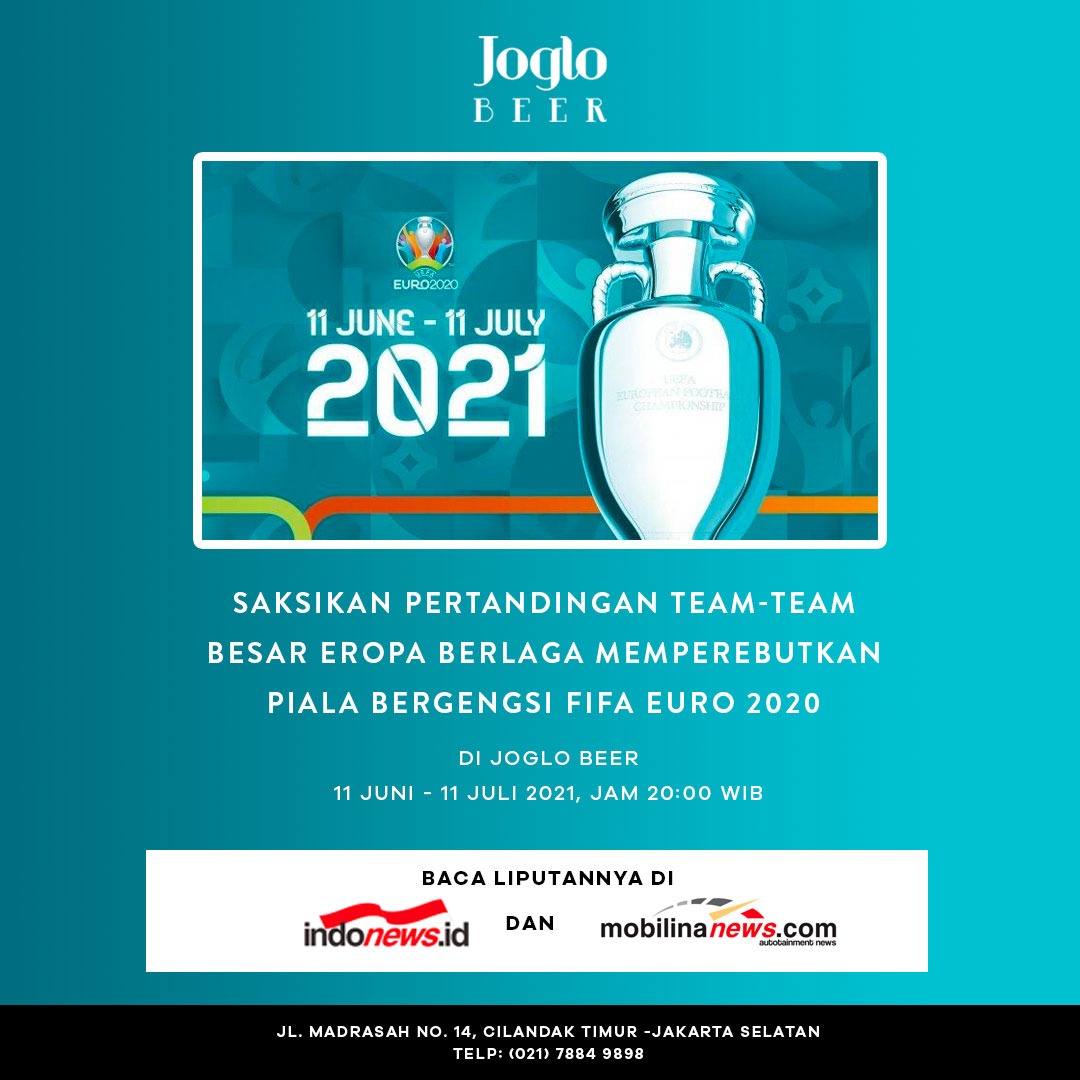 Joglo
BEER
UEFA
EURO2020
11 JUNE - 11 JULY
2021
UEFA
EUROPEAN FOOTBA
CHAMPIONSHIP
SAKSIKAN PERTANDINGAN TEAM-TEAM
BESAR EROPA BERLAGA MEMPEREBUTKAN
PIALA BERGENGSI FIFA EURO 2020
DI JOGLO BEER
11 JUNI - 11 JULI 2021, JAM 20:00 WIB
BACA LIPUTANNYA DI
indonews.id DAN mobilinanews.com
autotainment news
JL. MADRASAH NO. 14, CILANDAK TIMUR -JAKARTA SELATAN
TELP: (021) 7884 9898